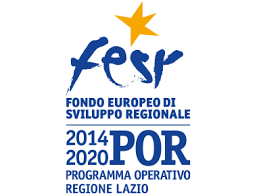 fesr
FONDO EUROPEO DI
SVILUPPO REGIONALE
2014
2020 POR
PROGRAMMA OPERATIVO
REGIONE LAZIO